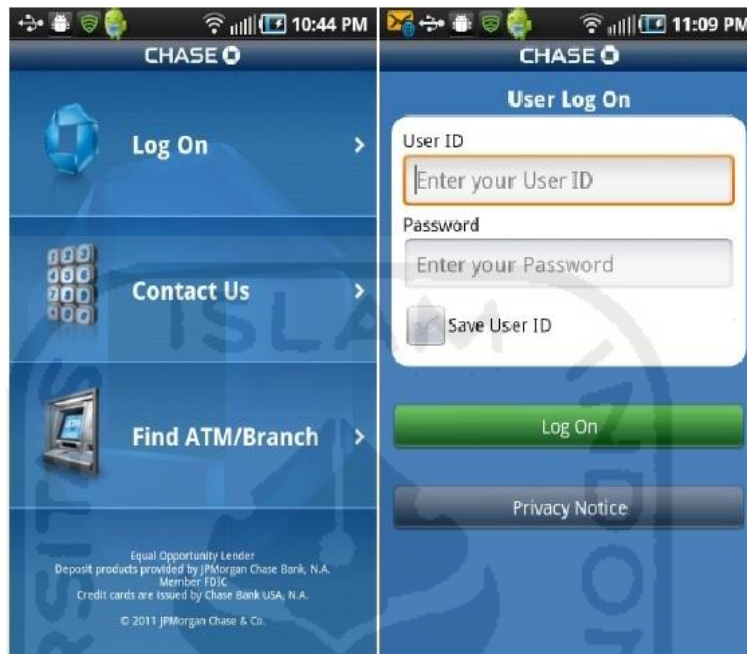 10:44 PM
CHASE
Log On
Contact Us
Find ATM/Branch
Equal Opportunity Lender
Deposit products provided by JPMorgan Chase Bank, N.A.
Member FDIC
Credit cards are issued by Chase Bank USA, N.A.
© 2011 JPMorgan Chase & Co.
11:09 PM
CHASE
User Log On
User ID
Enter your User ID
Password
Enter your Password
Save User ID
Log On
Privacy Notice
ISLAM